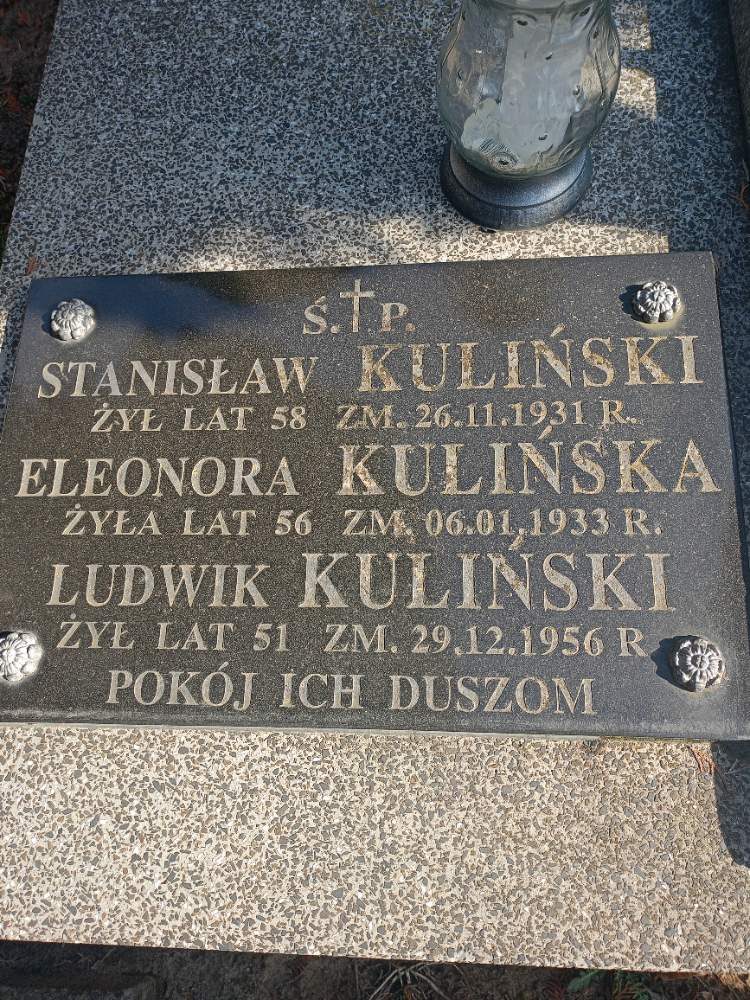 Ś.†P.
STANISŁAW KULIŃSKI
ŻYŁ LAT 58 ZM. 26.11.1931 R.
ELEONORA KULIŃSKA
ŻYŁA LAT 56 ZM. 06.01.1933 R.
LUDWIK KULIŃSKI
ŻYŁ LAT 51 ZM. 29.12.1956 R
POKÓJ ICH DUSZOM